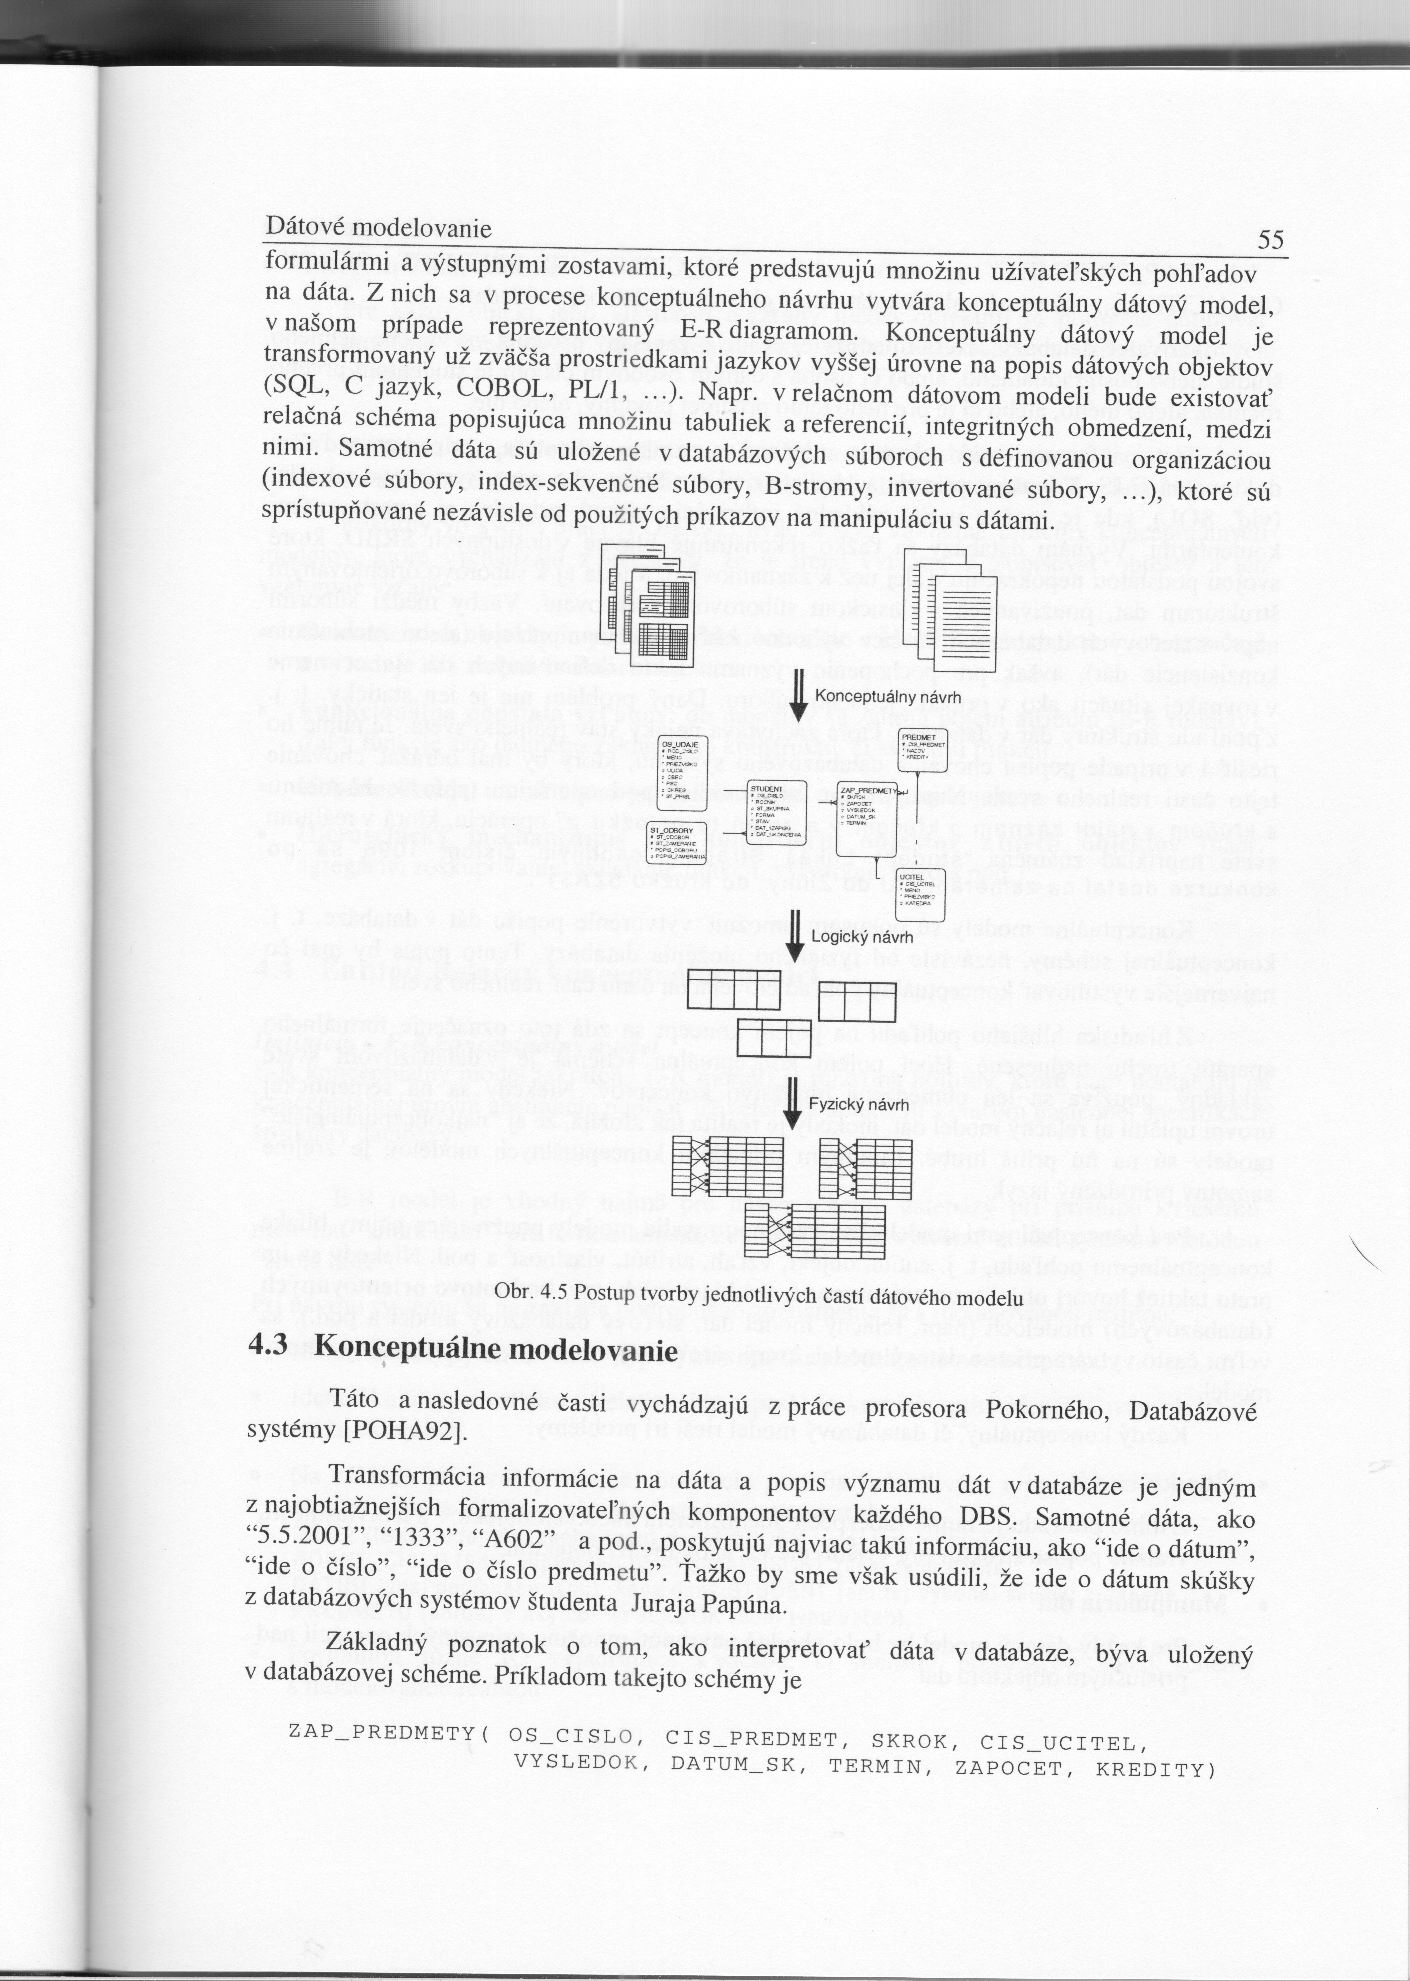 Dátové modelovanie 55
formulármi a výstupnými zostavami, ktoré predstavujú množinu užívateľských pohľadov
na dáta. Z nich sa v procese konceptuálneho návrhu vytvára konceptuálny dátový model,
v našom prípade reprezentovaný E-R diagramom. Konceptuálny dátový model je
transformovaný už zväčša prostriedkami jazykov vyššej úrovne na popis dátových objektov
(SQL, C jazyk, COBOL, PL/1, ...). Napr. v relačnom dátovom modeli bude existovať
relačná schéma popisujúca množinu tabuliek a referencií, integritných obmedzení, medzi
nimi. Samotné dáta sú uložené v databázových súboroch s definovanou organizáciou
(indexové súbory, index-sekvenčné súbory, B-stromy, invertované súbory, ...), ktoré sú
sprístupňované nezávisle od použitých príkazov na manipuláciu s dátami.
Konceptuálny návrh
OS_UDAJE
PREDMET
STUDENT
ZAP_PREDMETY
ST_ODBORY
UCITEL
Logický návrh
Fyzický návrh
Obr. 4.5 Postup tvorby jednotlivých častí dátového modelu
4.3 Konceptuálne modelovanie
Táto a nasledovné časti vychádzajú z práce profesora Pokorného, Databázové
systémy [POHA92].
Transformácia informácie na dáta a popis významu dát v databáze je jedným
z najobtiažnejších formalizovateľných komponentov každého DBS. Samotné dáta, ako
“5.5.2001”, “1333”, “A602” a pod., poskytujú najviac takú informáciu, ako “ide o dátum”,
“ide o číslo”, “ide o číslo predmetu”. Ťažko by sme však usúdili, že ide o dátum skúšky
z databázových systémov študenta Juraja Papúna.
Základný poznatok o tom, ako interpretovať dáta v databáze, býva uložený
v databázovej schéme. Príkladom takejto schémy je
ZAP_PREDMETY( OS_CISLO, CIS_PREDMET, SKROK, CIS_UCITEL,
VYSLEDOK, DATUM_SK, TERMIN, ZAPOCET, KREDITY)